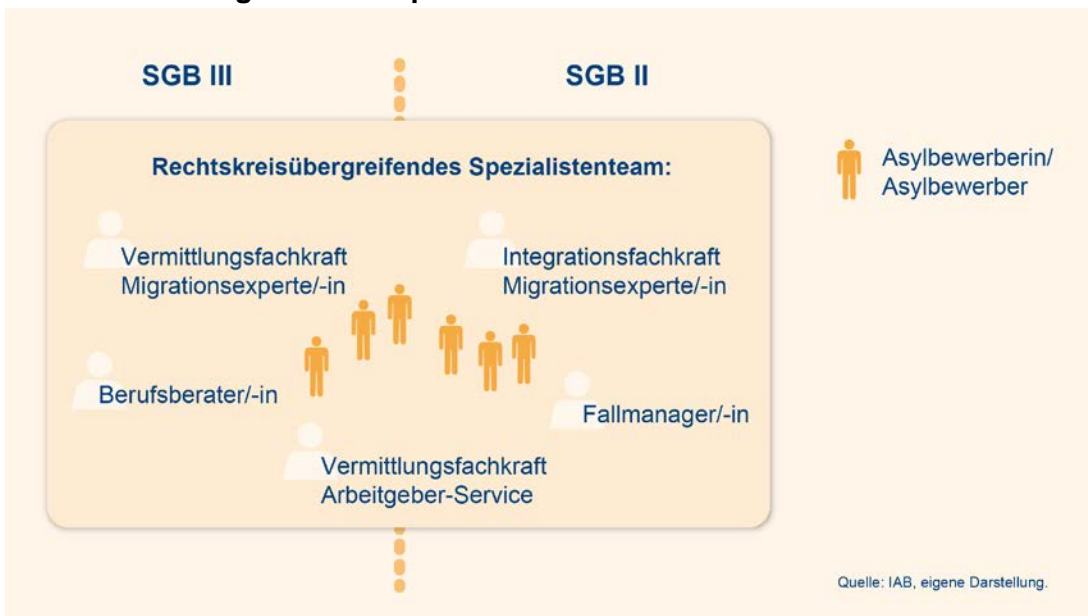 SGB III
SGB II
Rechtskreisübergreifendes Spezialistenteam:
Vermittlungsfachkraft
Migrationsexperte/-in
Integrationsfachkraft
Migrationsexperte/-in
Berufsberater/-in
Fallmanager/-in
Vermittlungsfachkraft
Arbeitgeber-Service
Asylbewerberin/
Asylbewerber
Quelle: IAB, eigene Darstellung.